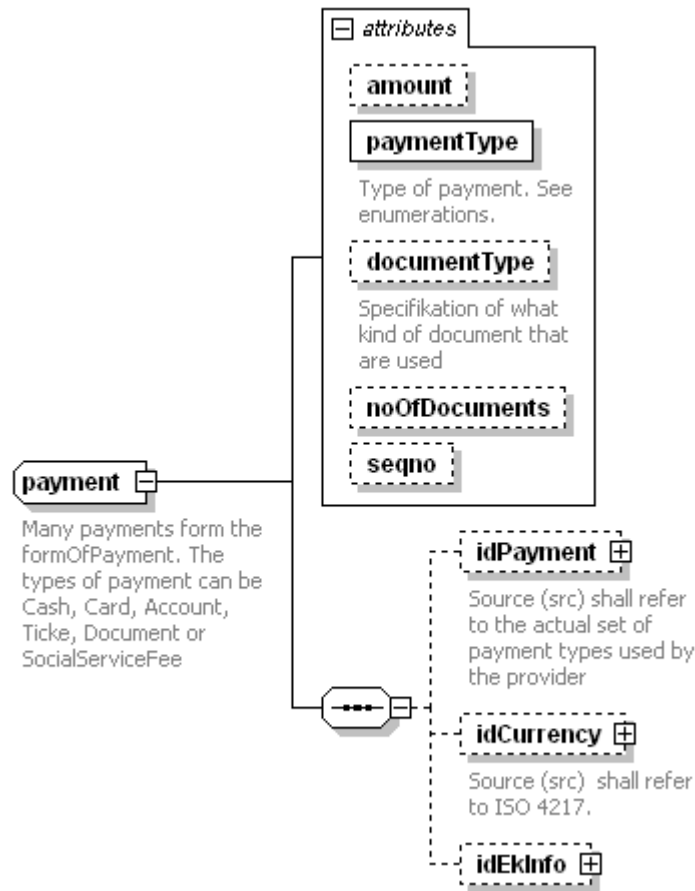 attributes
amount
paymentType
Type of payment. See
enumerations.
documentType
Specifikation of what
kind of document that
are used
noOfDocuments
seqno
payment
Many payments form the
formOfPayment. The
types of payment can be
Cash, Card, Account,
Ticke, Document or
SocialServiceFee
idPayment
Source (src) shall refer
to the actual set of
payment types used by
the provider
idCurrency
Source (src) shall refer
to ISO 4217.
idEkInfo